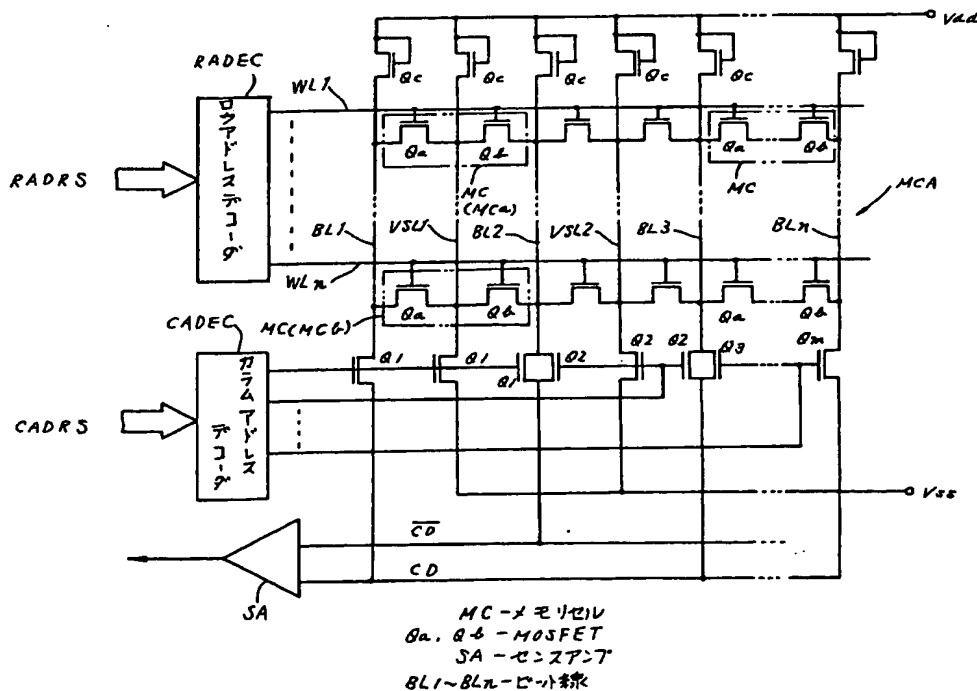 Vdd
RADEC
Qc Qc Qc Qc Qc
WL1
ロウアドレスデコーダ
Qa Qb Qa Qb
RADRS
MC
(MCa)
MC
MCA
BL1 VSL1 BL2 VSL2 BL3 BLn
WLn
Qa Qb Qa Qb
MC(MCb)
CADEC
Q1 Q1 Q1 Q2 Q2 Q2 Q3 Qm
カラムアドレスデコーダ
CADRS
Vss
CD
CD
SA
MC－メモリセル
Qa, Qb－MOSFET
SA－センスアンプ
BL1～BLn－ビット線